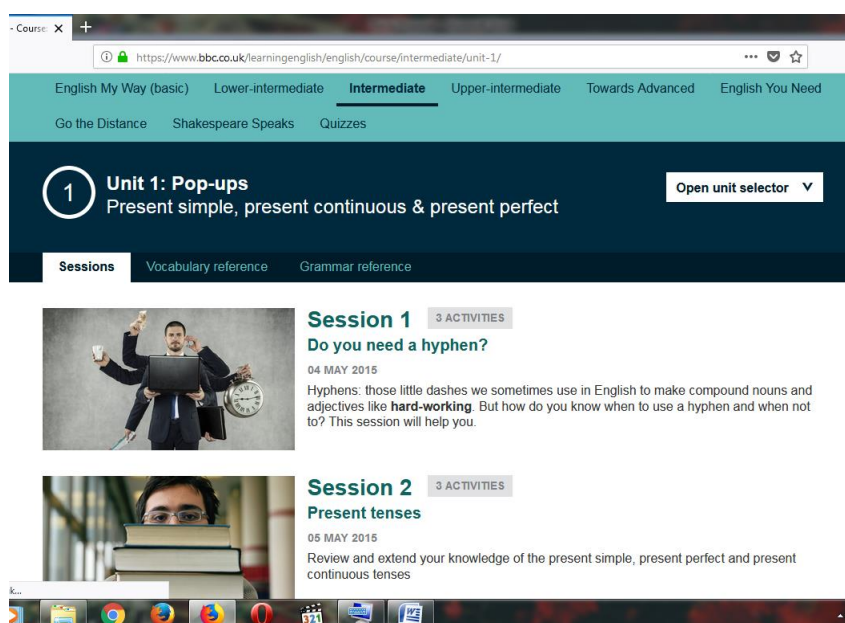 - Course: X +
https://www.bbc.co.uk/learningenglish/english/course/intermediate/unit-1/
English My Way (basic) Lower-intermediate Intermediate Upper-intermediate Towards Advanced English You Need
Go the Distance Shakespeare Speaks Quizzes
1
Unit 1: Pop-ups
Present simple, present continuous & present perfect
Open unit selector
Sessions Vocabulary reference Grammar reference
Session 1 3 ACTIVITIES
Do you need a hyphen?
04 MAY 2015
Hyphens: those little dashes we sometimes use in English to make compound nouns and
adjectives like hard-working. But how do you know when to use a hyphen and when not
to? This session will help you.
Session 2 3 ACTIVITIES
Present tenses
05 MAY 2015
Review and extend your knowledge of the present simple, present perfect and present
continuous tenses
k...
321
W